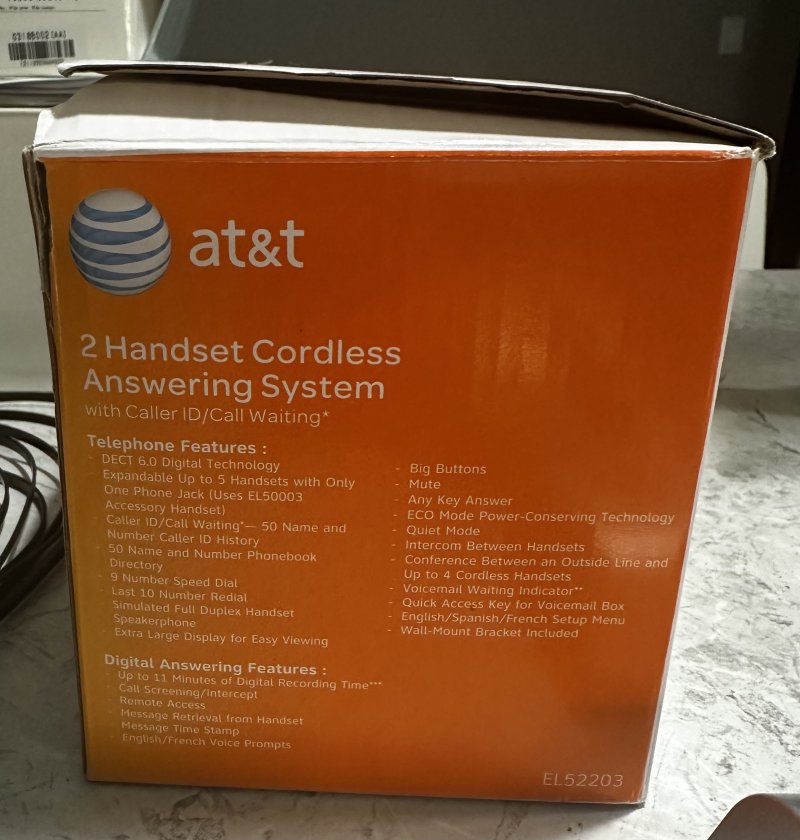 03188002(AA)
at&t
2 Handset Cordless
Answering System
with Caller ID/Call Waiting*
Telephone Features :
- DECT 6.0 Digital Technology
- Expandable Up to 5 Handsets with Only
One Phone Jack (Uses EL50003
Accessory Handset)
- Caller ID/Call Waiting*— 50 Name and
Number Caller ID History
- 50 Name and Number Phonebook
Directory
- 9 Number Speed Dial
- Last 10 Number Redial
- Simulated Full Duplex Handset
Speakerphone
- Extra Large Display for Easy Viewing
- Big Buttons
- Mute
- Any Key Answer
- ECO Mode Power-Conserving Technology
- Quiet Mode
- Intercom Between Handsets
- Conference Between an Outside Line and
Up to 4 Cordless Handsets
- Voicemail Waiting Indicator**
- Quick Access Key for Voicemail Box
- English/Spanish/French Setup Menu
- Wall-Mount Bracket Included
Digital Answering Features :
- Up to 11 Minutes of Digital Recording Time***
- Call Screening/Intercept
- Remote Access
- Message Retrieval from Handset
- Message Time Stamp
- English/French Voice Prompts
EL52203